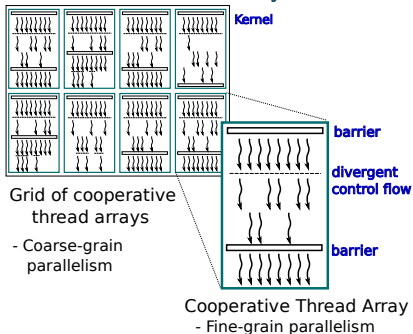 Kernel
barrier
divergent
control flow
barrier
Grid of cooperative
thread arrays
- Coarse-grain
parallelism
Cooperative Thread Array
- Fine-grain parallelism